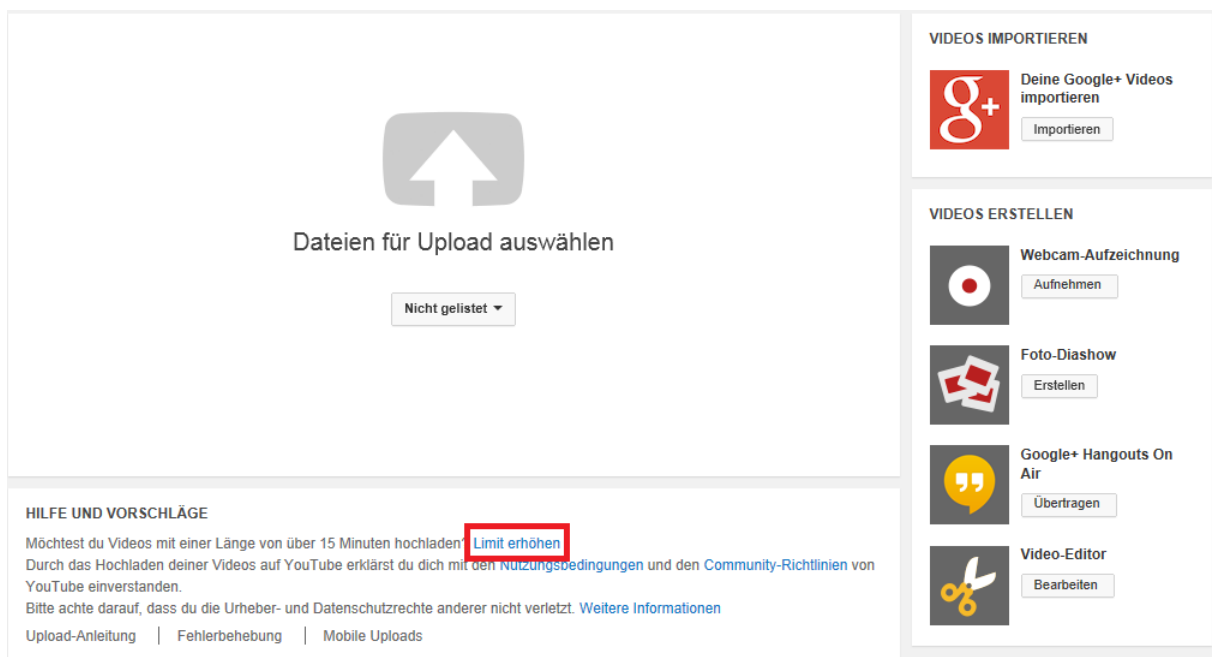 Dateien für Upload auswählen
Nicht gelistet
HILFE UND VORSCHLÄGE
Möchtest du Videos mit einer Länge von über 15 Minuten hochladen? Limit erhöhen
Durch das Hochladen deiner Videos auf YouTube erklärst du dich mit den Nutzungsbedingungen und den Community-Richtlinien von
YouTube einverstanden.
Bitte achte darauf, dass du die Urheber- und Datenschutzrechte anderer nicht verletzt. Weitere Informationen
Upload-Anleitung | Fehlerbehebung | Mobile Uploads
VIDEOS IMPORTIEREN
g+
Deine Google+ Videos
importieren
Importieren
VIDEOS ERSTELLEN
Webcam-Aufzeichnung
Aufnehmen
Foto-Diashow
Erstellen
Google+ Hangouts On
Air
Übertragen
Video-Editor
Bearbeiten